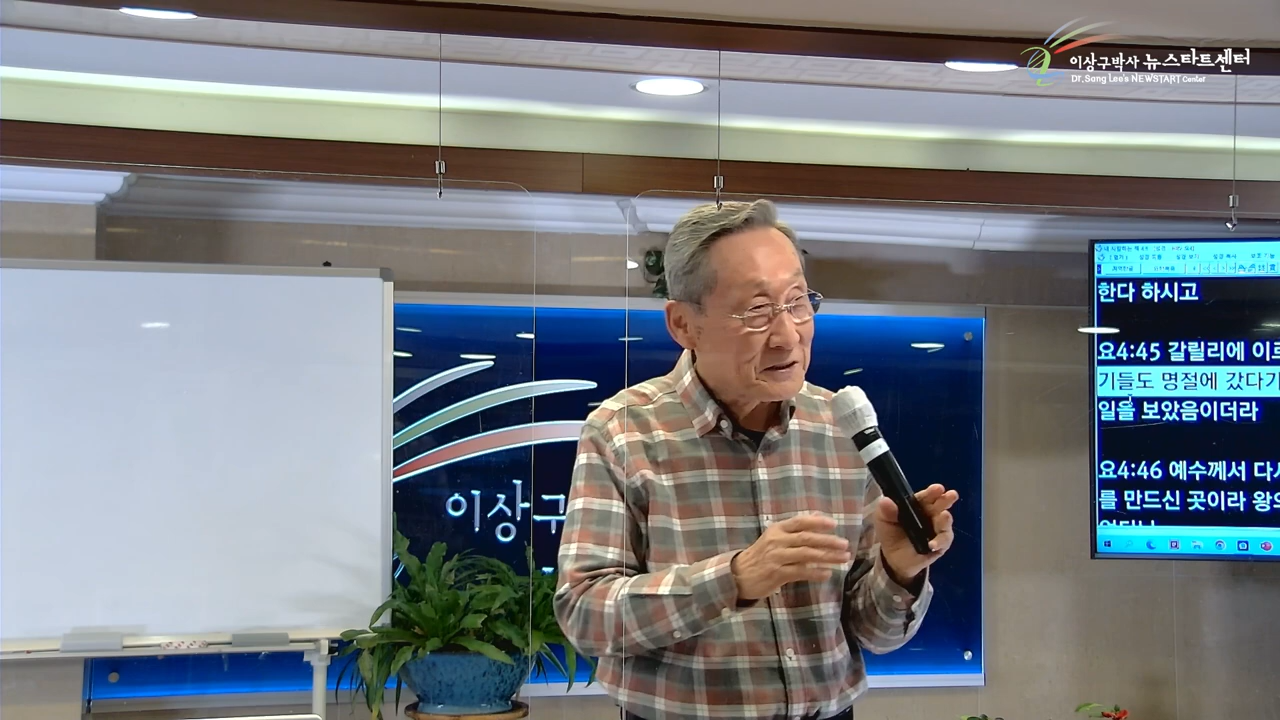 이상구박사 뉴스타트센터
Dr. Sang Lee's NEWSTART Center
한다 하시고
요4:45 갈릴리에 이르
기들도 명절에 갔다가
일을 보았음이더라
요4:46 예수께서 다시
를 만드신 곳이라 왕의
이상구